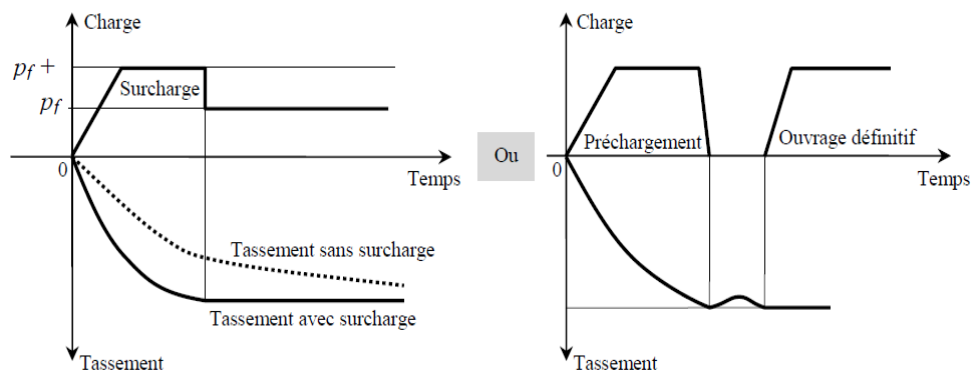 Charge
p_f +
Surcharge
p_f
0
Temps
Tassement sans surcharge
Tassement avec surcharge
Tassement
Ou
Charge
Préchargement
Ouvrage définitif
0
Temps
Tassement